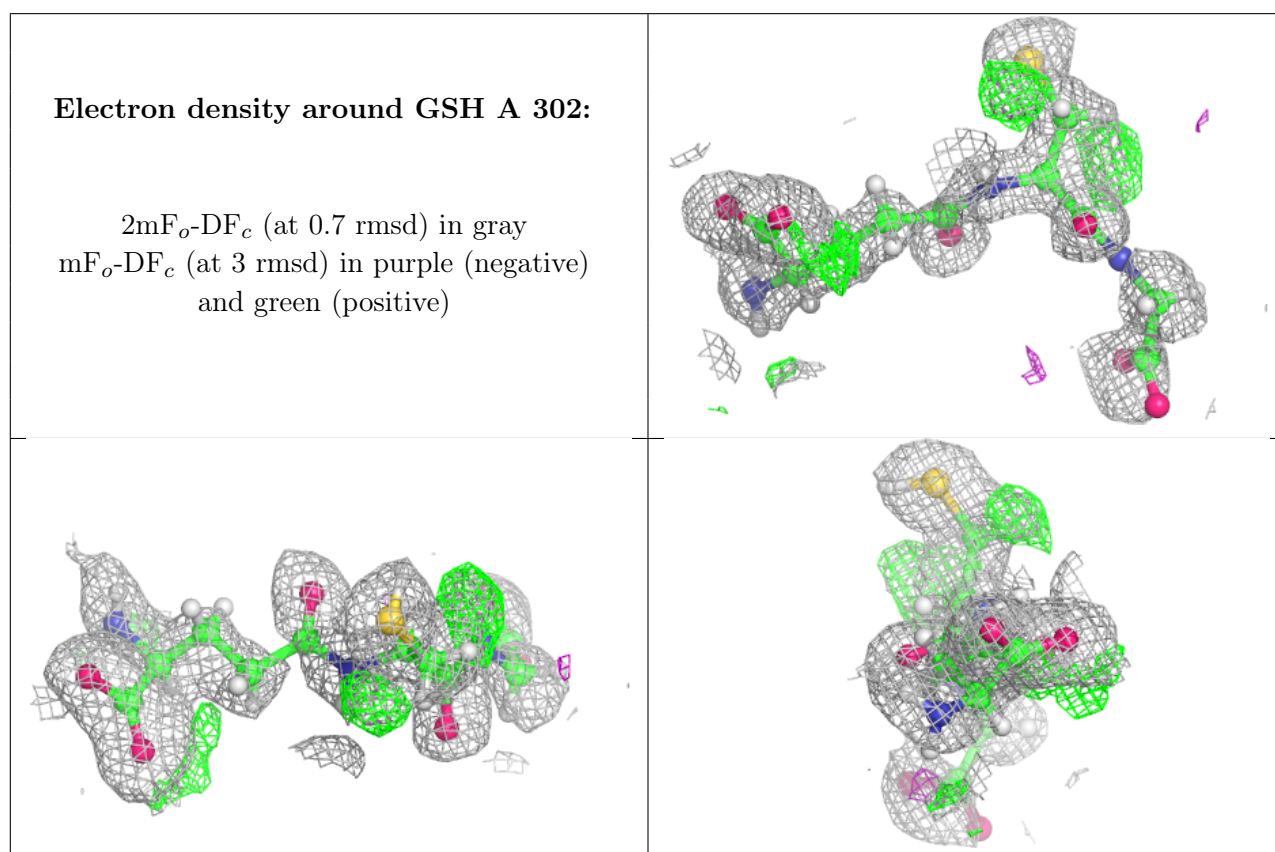 Electron density around GSH A 302:
2mFo-DFc (at 0.7 rmsd) in gray
mFo-DFc (at 3 rmsd) in purple (negative)
and green (positive)